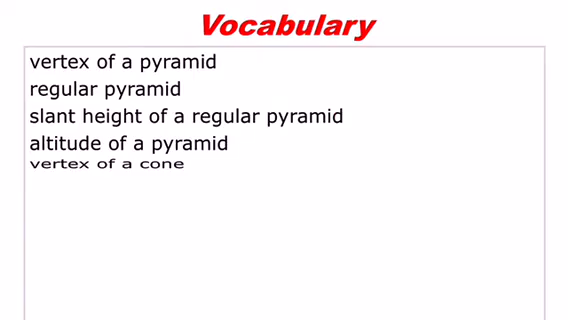 Vocabulary
vertex of a pyramid
regular pyramid
slant height of a regular pyramid
altitude of a pyramid
vertex of a cone